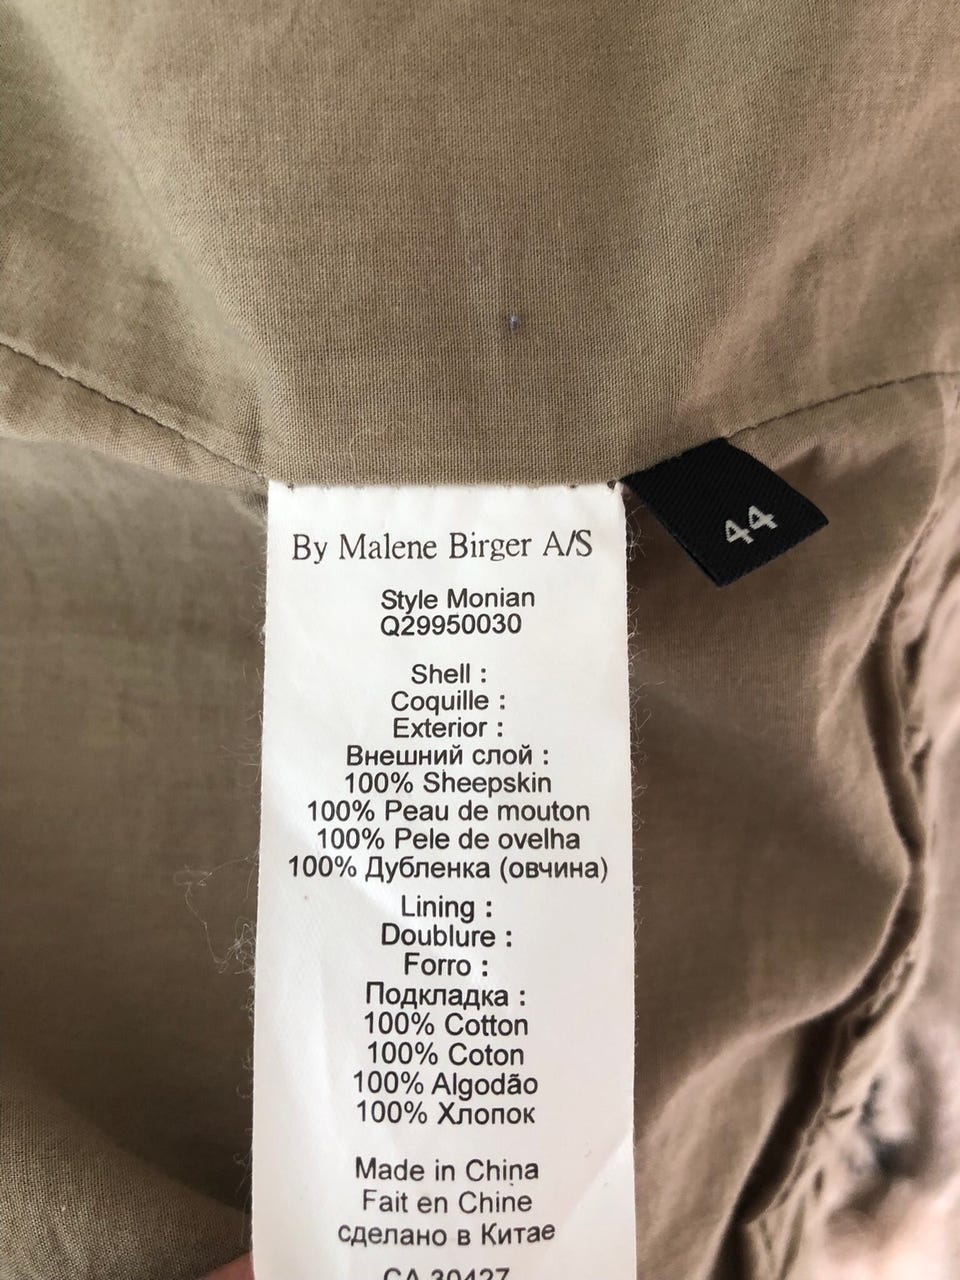 By Malene Birger A/S
Style Monian
Q29950030
Shell :
Coquille :
Exterior :
Внешний слой :
100% Sheepskin
100% Peau de mouton
100% Pele de ovelha
100% Дубленка (овчина)
Lining :
Doublure :
Forro :
Подкладка :
100% Cotton
100% Coton
100% Algodão
100% Хлопок
Made in China
Fait en Chine
сделано в Китае
CA 30427
44